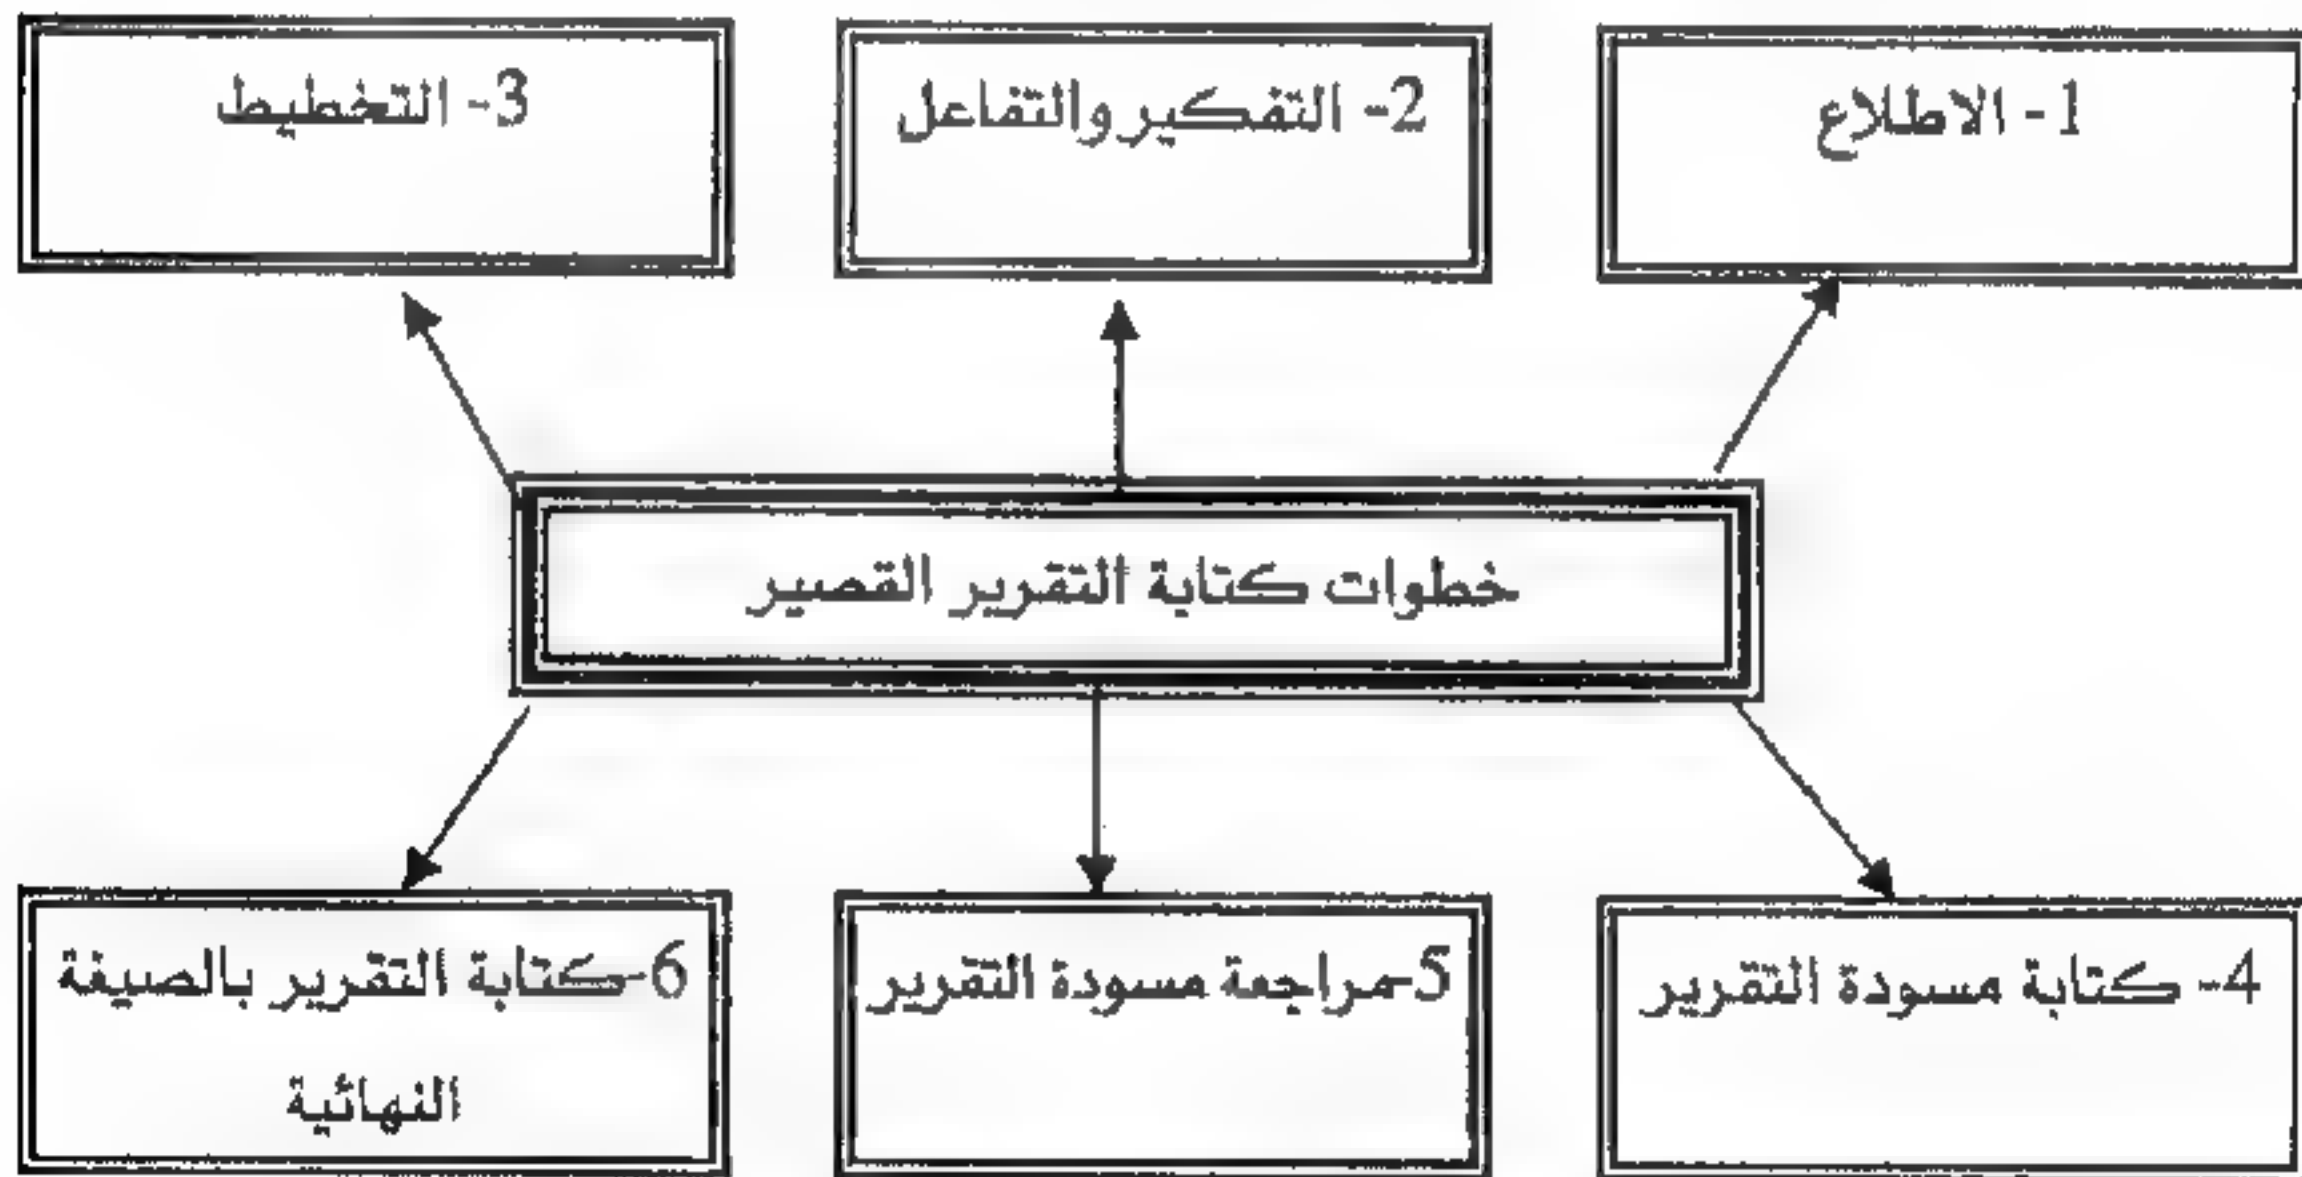 1- الاطلاع
2- التفكير والتفاعل
3- التخطيط
خطوات كتابة التقرير القصير
4- كتابة مسودة التقرير
5-مراجعة مسودة التقرير
6-كتابة التقرير بالصيغة
النهائية